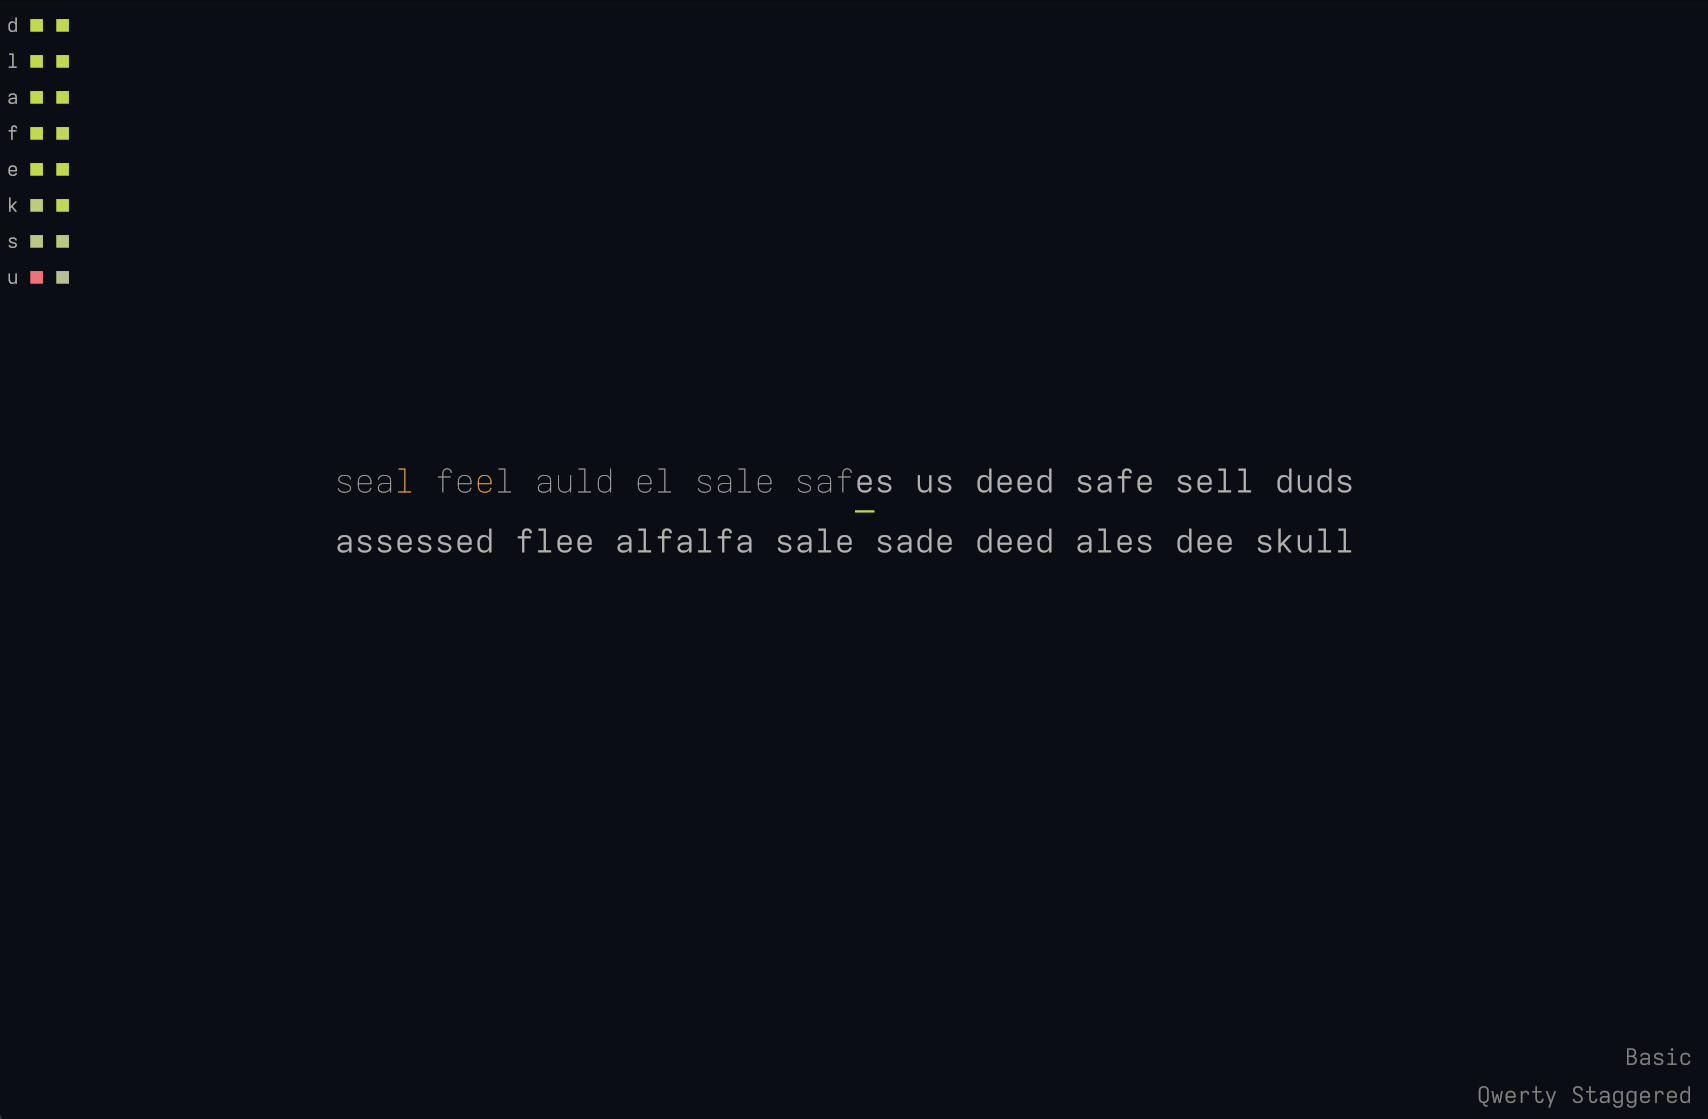 d
l
a
f
e
k
s
u
seal feel auld el sale safes us deed safe sell duds
assessed flee alfalfa sale sade deed ales dee skull
Basic
Qwerty Staggered